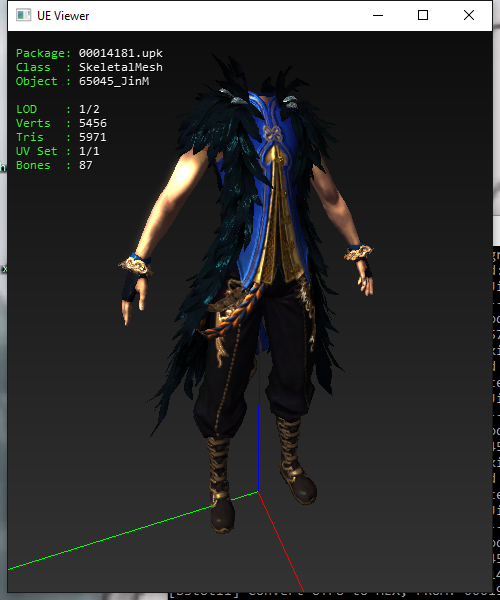 UE Viewer
Package: 00014181.upk
Class : SkeletalMesh
Object : 65045_JinM
LOD : 1/2
Verts : 5456
Tris : 5971
UV Set : 1/1
Bones : 87